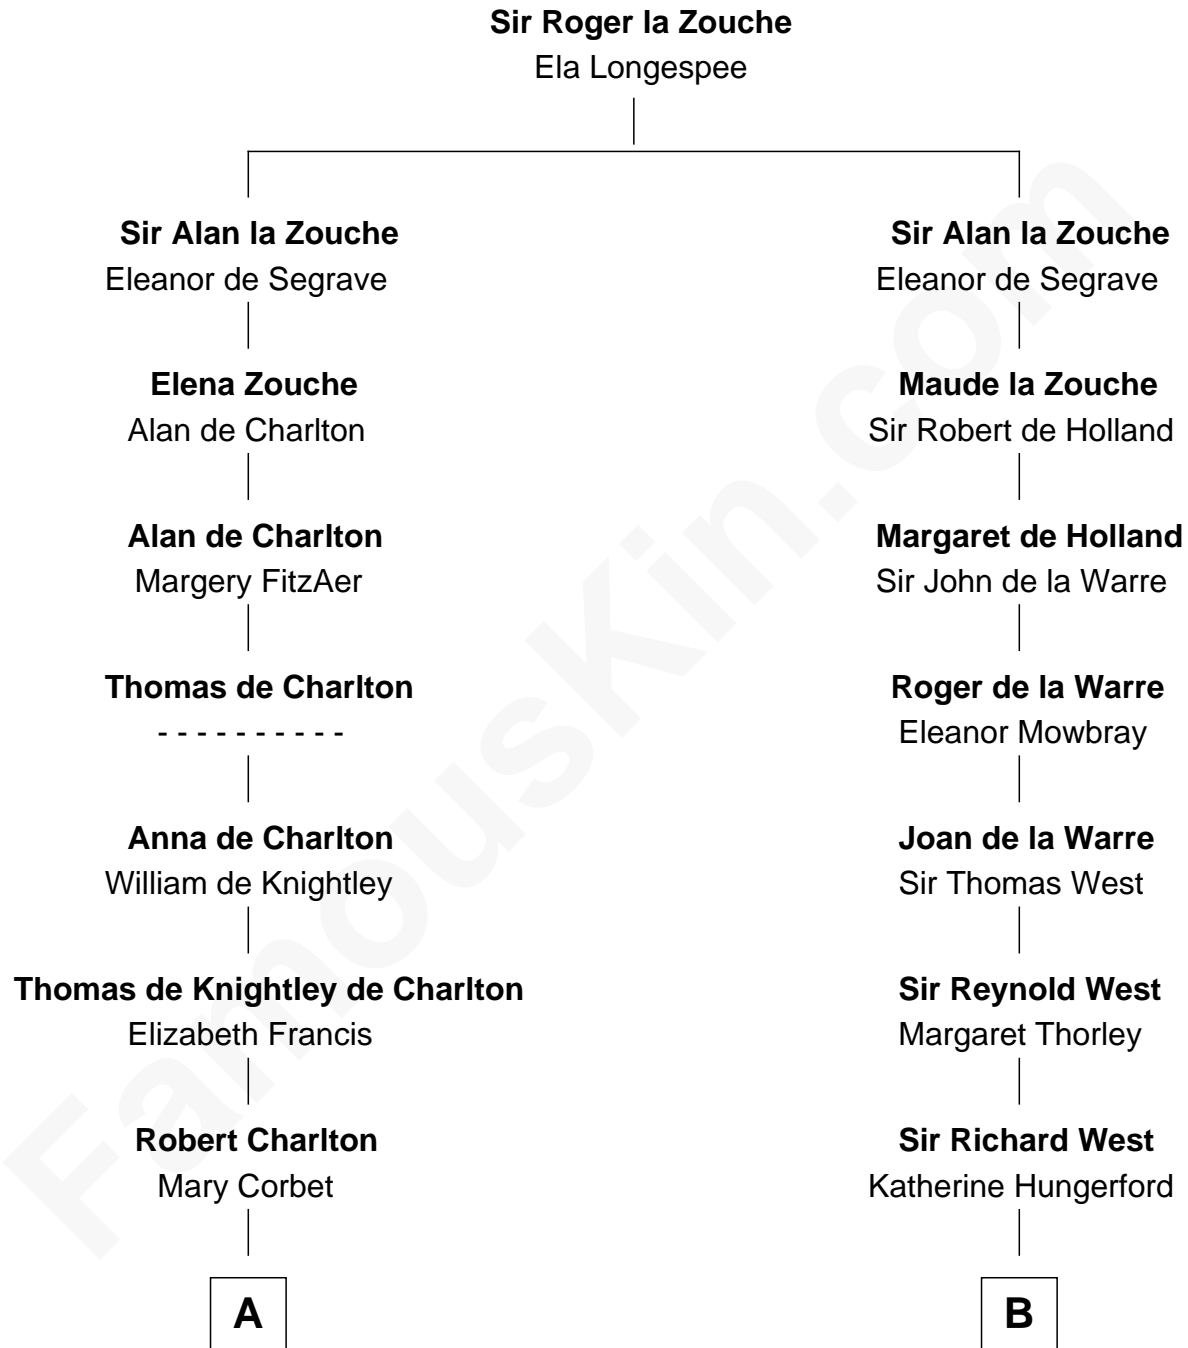 Sir Roger la Zouche
Ela Longespee
Sir Alan la Zouche
Eleanor de Segrave
Elena Zouche
Alan de Charlton
Alan de Charlton
Margery FitzAer
Thomas de Charlton
- - - - - - - - - -
Anna de Charlton
William de Knightley
Thomas de Knightley de Charlton
Elizabeth Francis
Robert Charlton
Mary Corbet
A
Sir Alan la Zouche
Eleanor de Segrave
Maude la Zouche
Sir Robert de Holland
Margaret de Holland
Sir John de la Warre
Roger de la Warre
Eleanor Mowbray
Joan de la Warre
Sir Thomas West
Sir Reynold West
Margaret Thorley
Sir Richard West
Katherine Hungerford
B
FamousKin.com